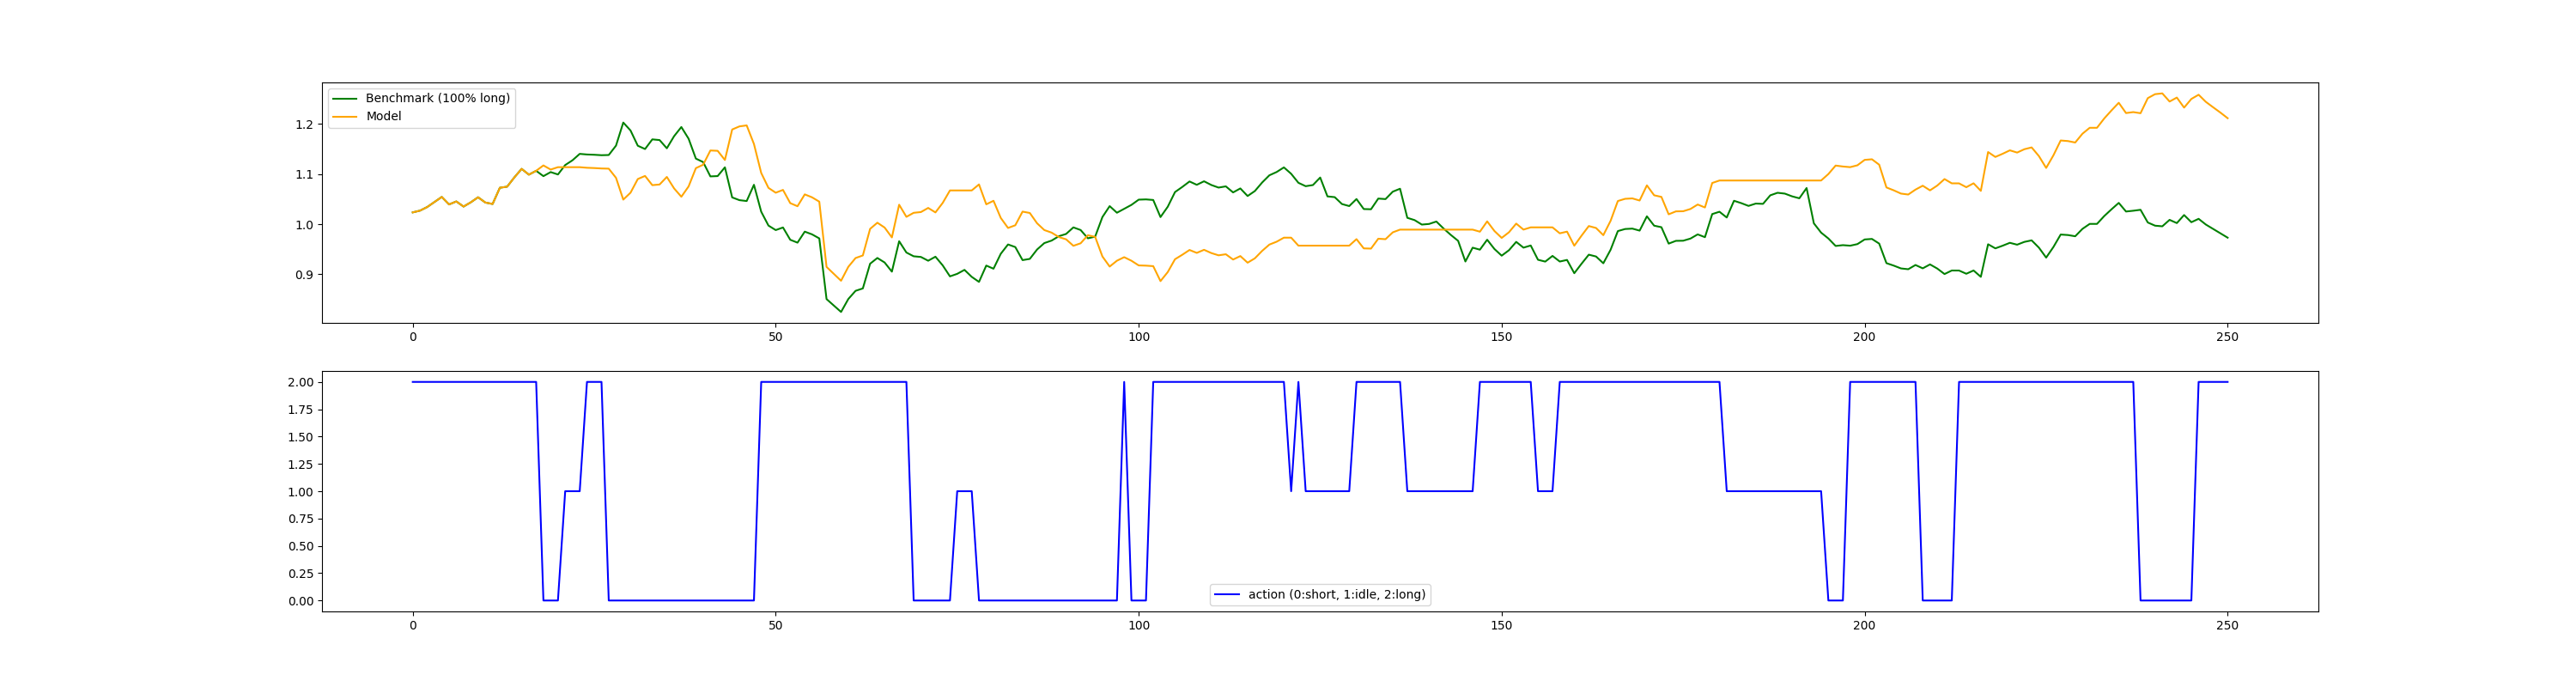 Benchmark (100% long)
Model
1.2
1.1
1.0
0.9
0 50 100 150 200 250
2.00
1.75
1.50
1.25
1.00
0.75
0.50
0.25
0.00
action (0:short, 1:idle, 2:long)
0 50 100 150 200 250